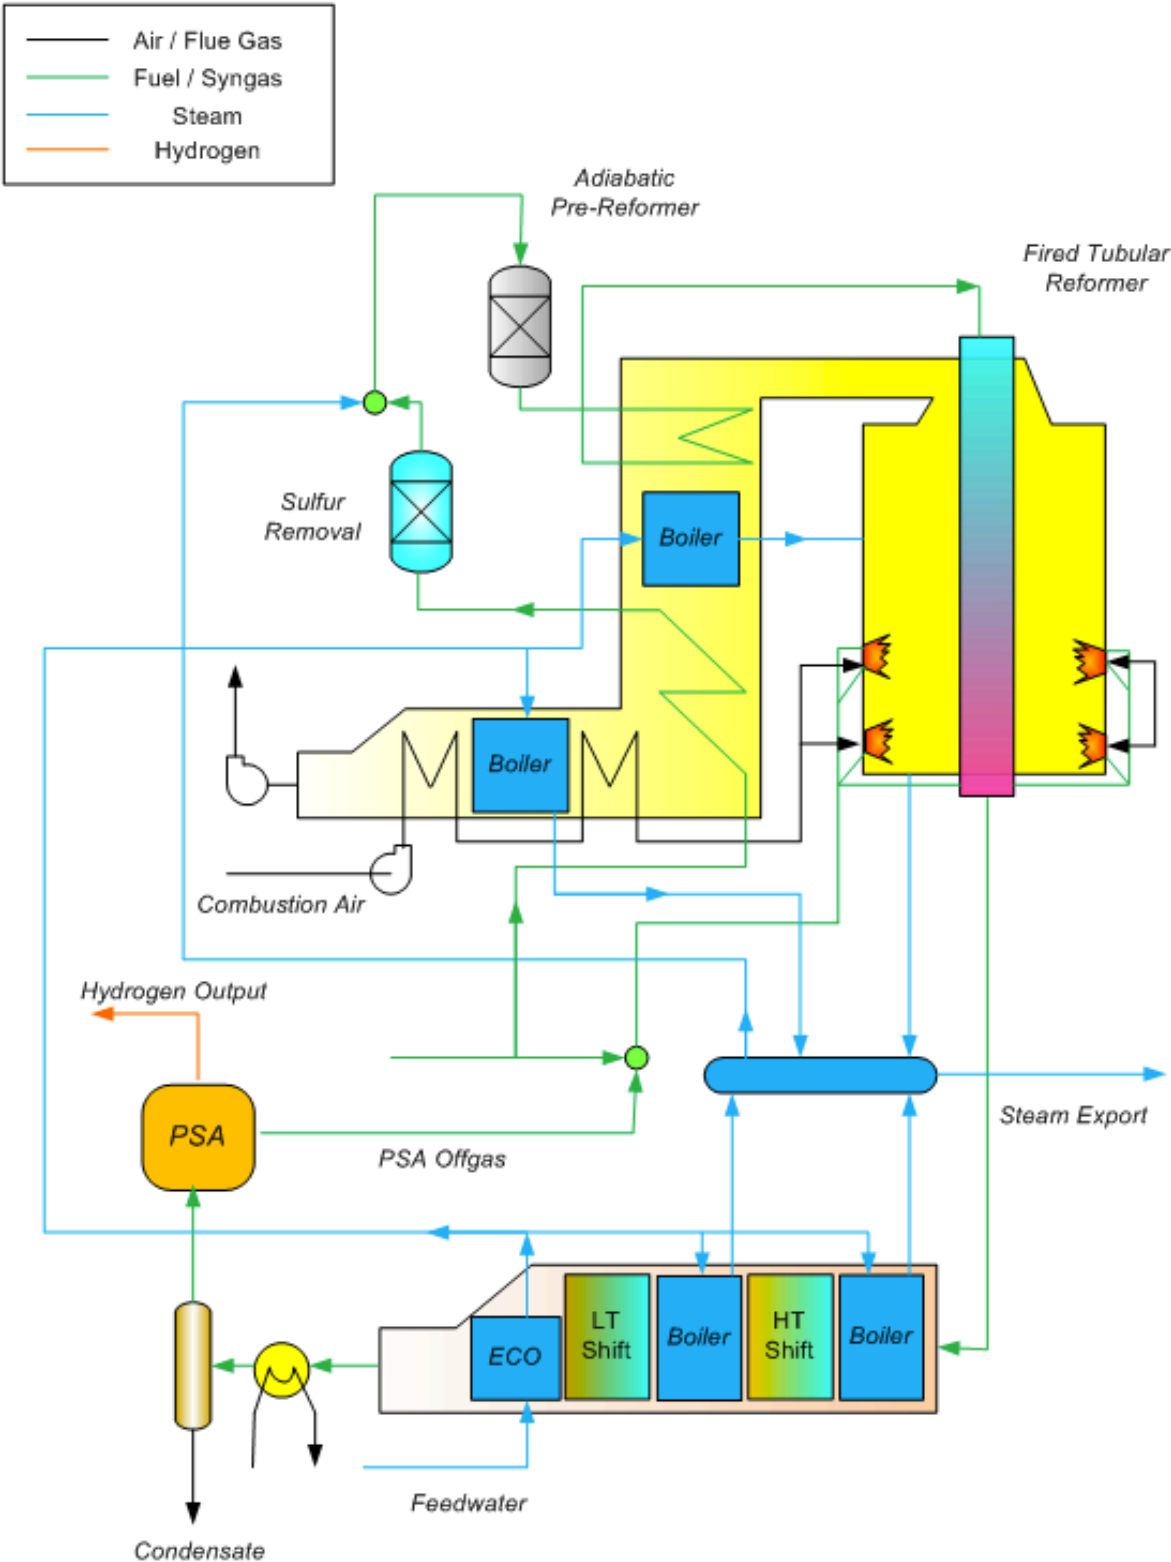 Air / Flue Gas
Fuel / Syngas
Steam
Hydrogen
Adiabatic
Pre-Reformer
Fired Tubular
Reformer
Sulfur
Removal
Boiler
Boiler
Combustion Air
Hydrogen Output
PSA
PSA Offgas
Steam Export
LT
Shift
HT
Shift
Boiler
Boiler
ECO
Feedwater
Condensate